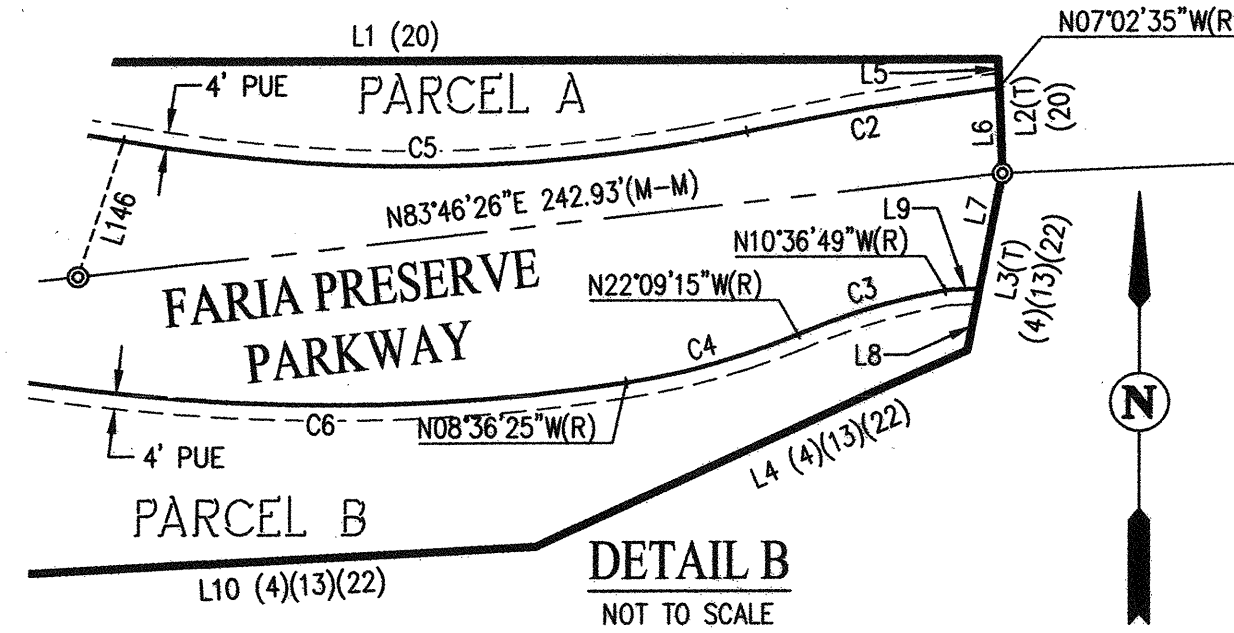 N07°02'35"W(R
L1 (20)
L5
4' PUE
PARCEL A
L2(T)
(20)
L6
C2
C5
L146
N83°46'26"E 242.93'(M-M)
L7
L9
N10°36'49"W(R)
FARIA PRESERVE
PARKWAY
N22°09'15"W(R)
C3
L3(T)
(4)(13)(22)
C4
L8
N
C6
N08°36'25"W(R)
4' PUE
L4 (4)(13)(22)
PARCEL B
DETAIL B
L10 (4)(13)(22)
NOT TO SCALE